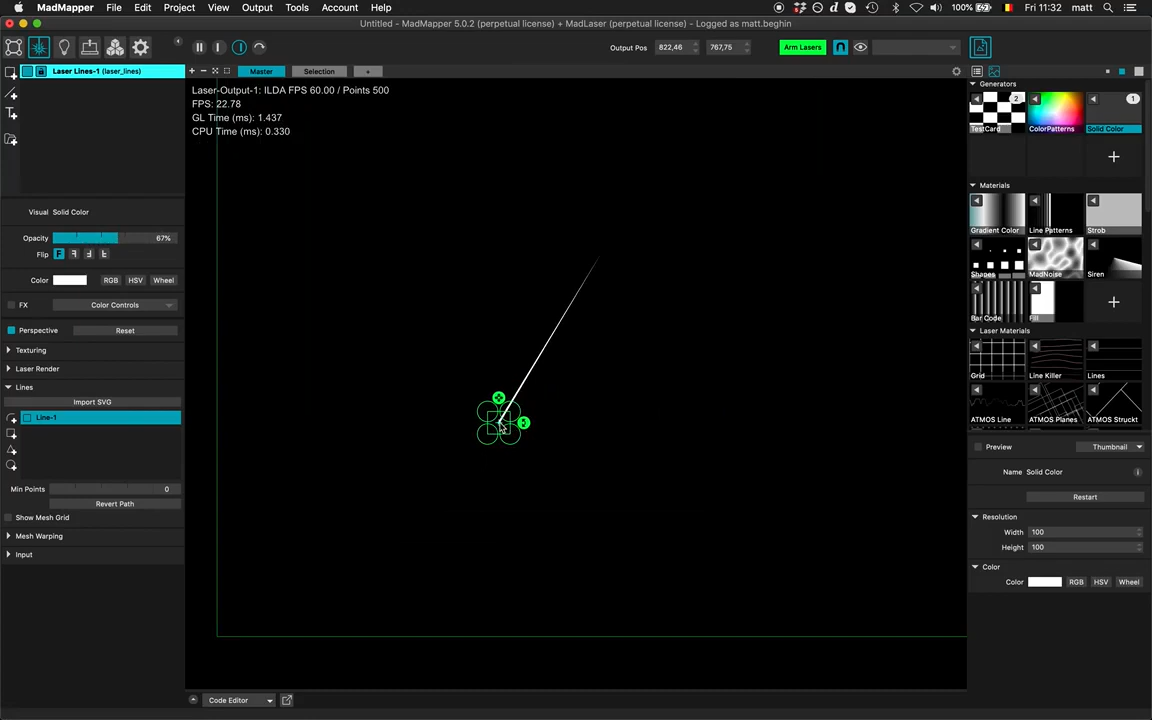 MadMapper File Edit Project View Output Tools Account Help
100% Fri 11:32 matt
Untitled - MadMapper 5.0.2 (perpetual license) + MadLaser (perpetual license) - Logged as matt.beghin
Output Pos 822,46 767,75 Arm Lasers
Laser Lines-1 (laser_lines)
Master Selection +
Laser-Output-1: ILDA FPS 60.00 / Points 500
FPS: 22.78
GL Time (ms): 1.437
CPU Time (ms): 0.330
Visual Solid Color
Opacity 67%
Flip
Color RGB HSV Wheel
FX Color Controls
Perspective Reset
Texturing
Laser Render
Lines
Import SVG
Line-1
Min Points 0
Revert Path
Show Mesh Grid
Mesh Warping
Input
Code Editor
Generators
2 1
TestCard ColorPatterns Solid Color
Materials
Gradient Color Line Patterns Strob
Shapes MadNoise Siren
Bar Code Fill
Laser Materials
Grid Line Killer Lines
ATMOS Line ATMOS Planes ATMOS Struckt
Preview Thumbnail
Name Solid Color
Restart
Resolution
Width 100
Height 100
Color
Color RGB HSV Wheel